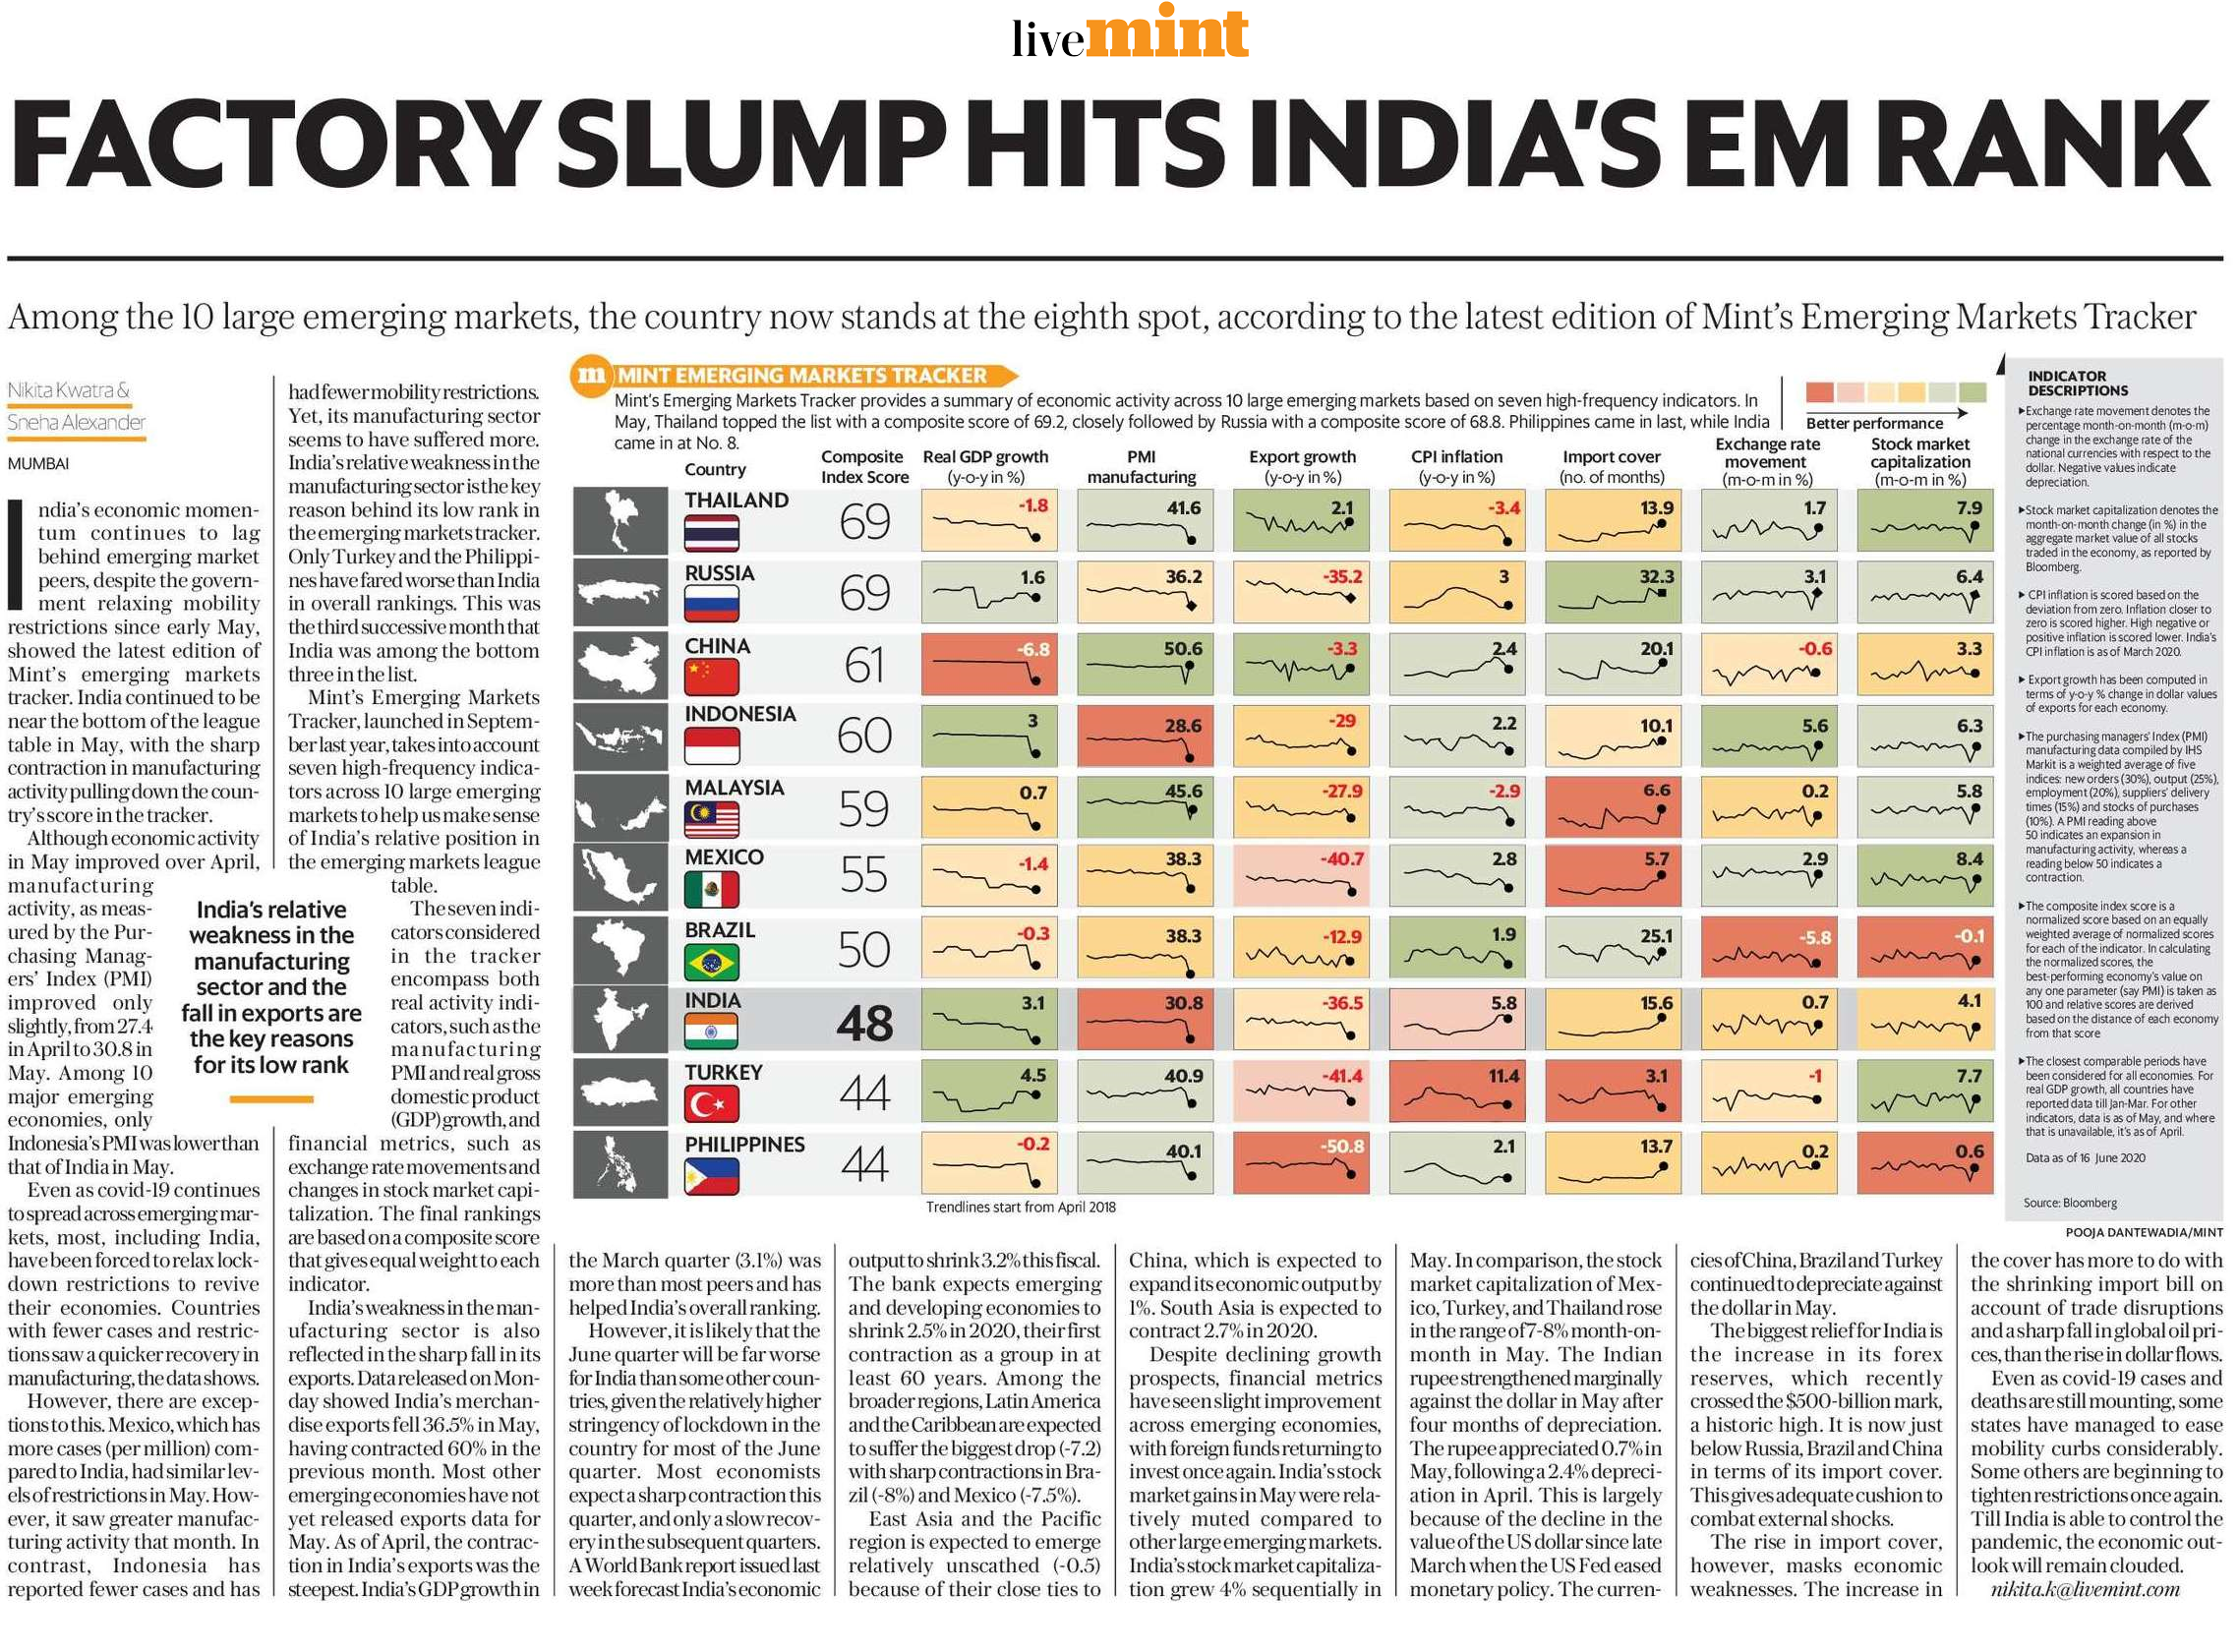 livemint
FACTORY SLUMP HITS INDIA'S EM RANK
Among the 10 large emerging markets, the country now stands at the eighth spot, according to the latest edition of Mint's Emerging Markets Tracker
Nikita Kwatra &
Sneha Alexander
MUMBAI
India's economic momen-
tum continues to lag
behind emerging market
peers, despite the govern-
ment relaxing mobility
restrictions since early May,
showed the latest edition of
Mint's emerging markets
tracker. India continued to be
near the bottom of the league
table in May, with the sharp
contraction in manufacturing
activity pulling down the coun-
try's score in the tracker.
Although economic activity
in May improved over April,
manufacturing
activity, as meas-
ured by the Pur-
chasing Manag-
ers' Index (PMI)
improved only
slightly, from 27.4
in April to 30.8 in
May. Among 10
major emerging
economies, only
Indonesia's PMI was lower than
that of India in May.
Even as covid-19 continues
to spread across emerging mar-
kets, most, including India,
have been forced to relax lock-
down restrictions to revive
their economies. Countries
with fewer cases and restric-
tions saw a quicker recovery in
manufacturing, the data shows.
However, there are excep-
tions to this. Mexico, which has
more cases (per million) com-
pared to India, had similar lev-
els of restrictions in May. How-
ever, it saw greater manufac-
turing activity that month. In
contrast, Indonesia has
reported fewer cases and has
had fewer mobility restrictions.
Yet, its manufacturing sector
seems to have suffered more.
India's relative weakness in the
manufacturing sector is the key
reason behind its low rank in
the emerging markets tracker.
Only Turkey and the Philippi-
nes have fared worse than India
in overall rankings. This was
the third successive month that
India was among the bottom
three in the list.
Mint's Emerging Markets
Tracker, launched in Septem-
ber last year, takes into account
seven high-frequency indica-
tors across 10 large emerging
markets to help us make sense
of India's relative position in
the emerging markets league
table.
The seven indi-
cators considered
in the tracker
encompass both
real activity indi-
cators, such as the
manufacturing
PMI and real gross
domestic product
(GDP) growth, and
financial metrics, such as
exchange rate movements and
changes in stock market capi-
talization. The final rankings
are based on a composite score
that gives equal weight to each
indicator.
India's weakness in the man-
ufacturing sector is also
reflected in the sharp fall in its
exports. Data released on Mon-
day showed India's merchan-
dise exports fell 36.5% in May,
having contracted 60% in the
previous month. Most other
emerging economies have not
yet released exports data for
May. As of April, the contrac-
tion in India's exports was the
steepest. India's GDP growth in
India's relative
weakness in the
manufacturing
sector and the
fall in exports are
the key reasons
for its low rank
m MINT EMERGING MARKETS TRACKER
Mint's Emerging Markets Tracker provides a summary of economic activity across 10 large emerging markets based on seven high-frequency indicators. In
May, Thailand topped the list with a composite score of 69.2, closely followed by Russia with a composite score of 68.8. Philippines came in last, while India
came in at No. 8.
Better performance
Country Composite Index Score Real GDP growth (y-o-y in %) PMI manufacturing Export growth (y-o-y in %) CPI inflation (y-o-y in %) Import cover (no. of months) Exchange rate movement (m-o-m in %) Stock market capitalization (m-o-m in %)
THAILAND 69 -1.8 41.6 2.1 -3.4 13.9 1.7 7.9
RUSSIA 69 1.6 36.2 -35.2 3 32.3 3.1 6.4
CHINA 61 -6.8 50.6 -3.3 2.4 20.1 -0.6 3.3
INDONESIA 60 3 28.6 -29 2.2 10.1 5.6 6.3
MALAYSIA 59 0.7 45.6 -27.9 -2.9 6.6 0.2 5.8
MEXICO 55 -1.4 38.3 -40.7 2.8 5.7 2.9 8.4
BRAZIL 50 -0.3 38.3 -12.9 1.9 25.1 -5.8 -0.1
INDIA 48 3.1 30.8 -36.5 5.8 15.6 0.7 4.1
TURKEY 44 4.5 40.9 -41.4 11.4 3.1 -1 7.7
PHILIPPINES 44 -0.2 40.1 -50.8 2.1 13.7 0.2 0.6
Trendlines start from April 2018
INDICATOR
DESCRIPTIONS
▸Exchange rate movement denotes the
percentage month-on-month (m-o-m)
change in the exchange rate of the
national currencies with respect to the
dollar. Negative values indicate
depreciation.
▸Stock market capitalization denotes the
month-on-month change (in %) in the
aggregate market value of all stocks
traded in the economy, as reported by
Bloomberg.
▸ CPI inflation is scored based on the
deviation from zero. Inflation closer to
zero is scored higher. High negative or
positive inflation is scored lower. India's
CPI inflation is as of March 2020.
▸ Export growth has been computed in
terms of y-o-y % change in dollar values
of exports for each economy.
▸The purchasing managers' Index (PMI)
manufacturing data compiled by IHS
Markit is a weighted average of five
indices: new orders (30%), output (25%),
employment (20%), suppliers' delivery
times (15%) and stocks of purchases
(10%). A PMI reading above
50 indicates an expansion in
manufacturing activity, whereas a
reading below 50 indicates a
contraction.
▸The composite index score is a
normalized score based on an equally
weighted average of normalized scores
for each of the indicator. In calculating
the normalized scores, the
best-performing economy's value on
any one parameter (say PMI) is taken as
100 and relative scores are derived
based on the distance of each economy
from that score
▸The closest comparable periods have
been considered for all economies. For
real GDP growth, all countries have
reported data till Jan-Mar. For other
indicators, data is as of May, and where
that is unavailable, it's as of April.
Data as of 16 June 2020
Source: Bloomberg
POOJA DANTEWADIA/MINT
the March quarter (3.1%) was
more than most peers and has
helped India's overall ranking.
However, it is likely that the
June quarter will be far worse
for India than some other coun-
tries, given the relatively higher
stringency of lockdown in the
country for most of the June
quarter. Most economists
expect a sharp contraction this
quarter, and only a slow recov-
ery in the subsequent quarters.
A World Bank report issued last
week forecast India's economic
output to shrink 3.2% this fiscal.
The bank expects emerging
and developing economies to
shrink 2.5% in 2020, their first
contraction as a group in at
least 60 years. Among the
broader regions, Latin America
and the Caribbean are expected
to suffer the biggest drop (-7.2)
with sharp contractions in Bra-
zil (-8%) and Mexico (-7.5%).
East Asia and the Pacific
region is expected to emerge
relatively unscathed (-0.5)
because of their close ties to
China, which is expected to
expand its economic output by
1%. South Asia is expected to
contract 2.7% in 2020.
Despite declining growth
prospects, financial metrics
have seen slight improvement
across emerging economies,
with foreign funds returning to
invest once again. India's stock
market gains in May were rela-
tively muted compared to
other large emerging markets.
India's stock market capitaliza-
tion grew 4% sequentially in
May. In comparison, the stock
market capitalization of Mex-
ico, Turkey, and Thailand rose
in the range of 7-8% month-on-
month in May. The Indian
rupee strengthened marginally
against the dollar in May after
four months of depreciation.
The rupee appreciated 0.7% in
May, following a 2.4% depreci-
ation in April. This is largely
because of the decline in the
value of the US dollar since late
March when the US Fed eased
monetary policy. The curren-
cies of China, Brazil and Turkey
continued to depreciate against
the dollar in May.
The biggest relief for India is
the increase in its forex
reserves, which recently
crossed the $500-billion mark,
a historic high. It is now just
below Russia, Brazil and China
in terms of its import cover.
This gives adequate cushion to
combat external shocks.
The rise in import cover,
however, masks economic
weaknesses. The increase in
the cover has more to do with
the shrinking import bill on
account of trade disruptions
and a sharp fall in global oil pri-
ces, than the rise in dollar flows.
Even as covid-19 cases and
deaths are still mounting, some
states have managed to ease
mobility curbs considerably.
Some others are beginning to
tighten restrictions once again.
Till India is able to control the
pandemic, the economic out-
look will remain clouded.
nikita.k@livemint.com